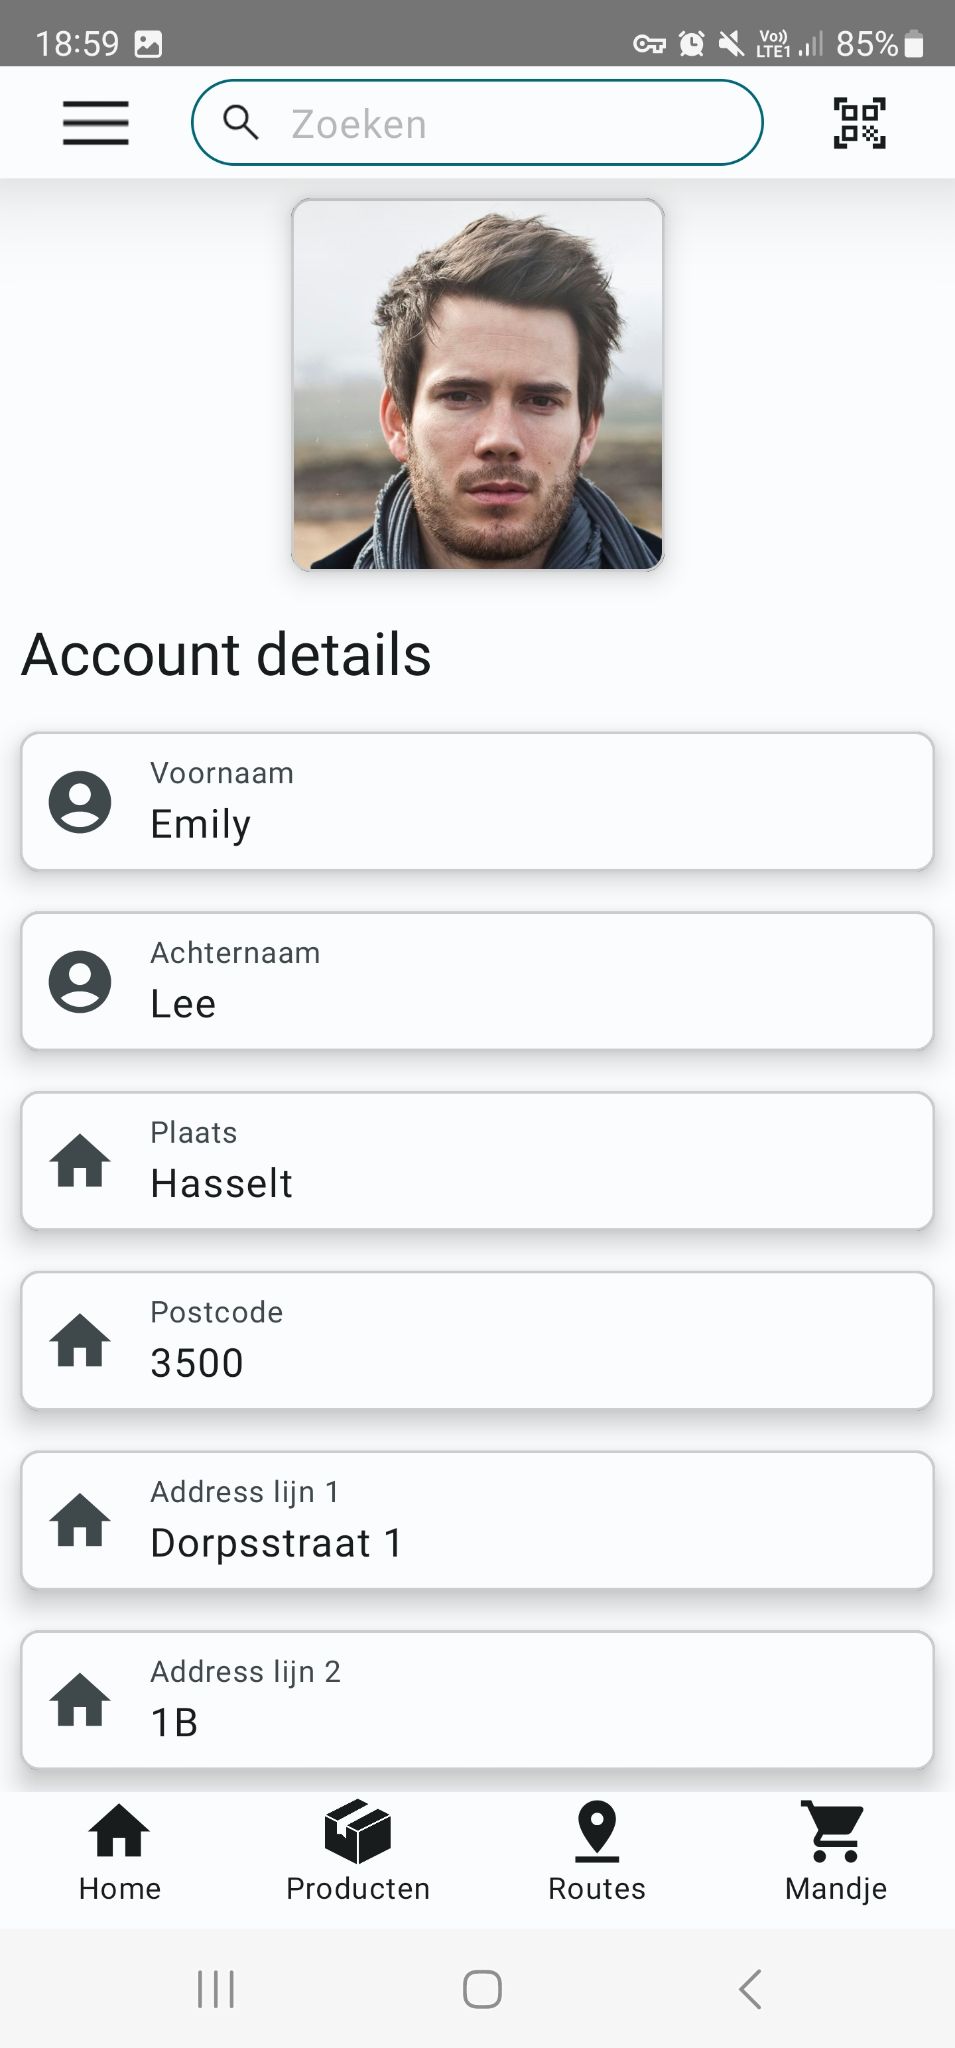 18:59
Vo)) LTE1 85%
Zoeken
Account details
Voornaam
Emily
Achternaam
Lee
Plaats
Hasselt
Postcode
3500
Address lijn 1
Dorpsstraat 1
Address lijn 2
1B
Home Producten Routes Mandje